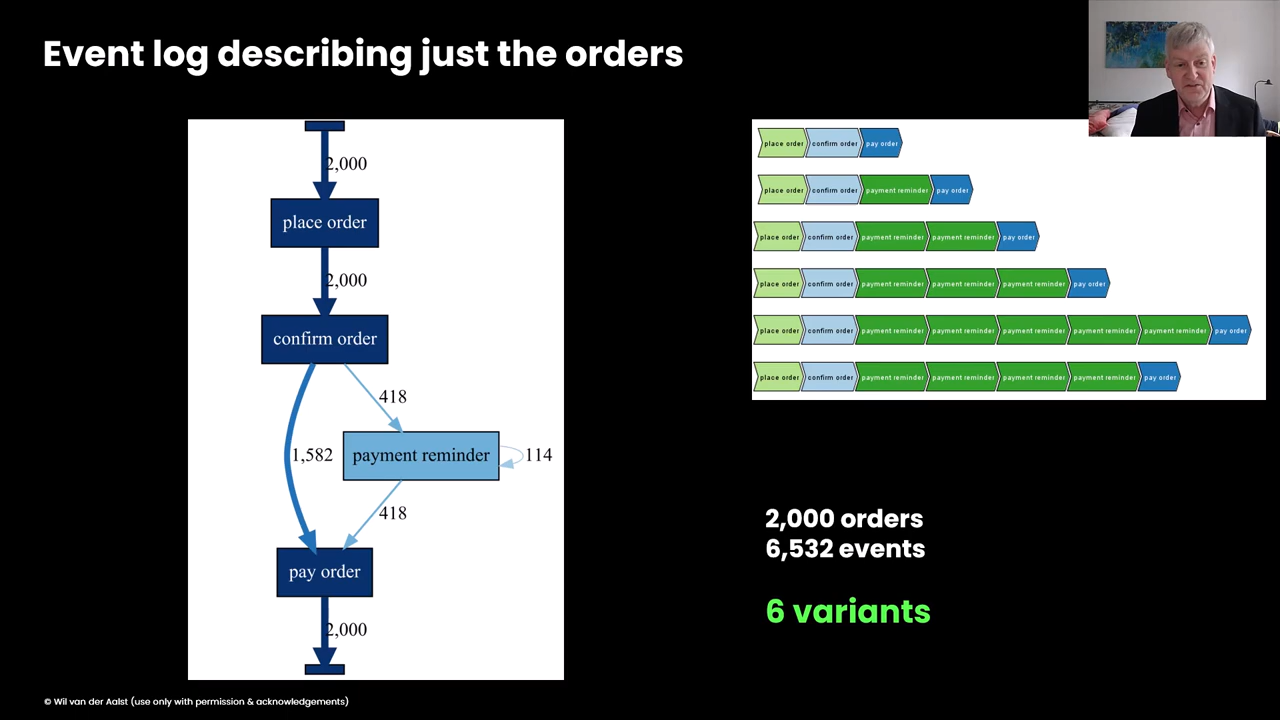 Event log describing just the orders
2,000
place order
2,000
confirm order
418
1,582
payment reminder
114
418
pay order
2,000
place order confirm order pay order
place order confirm order payment reminder pay order
place order confirm order payment reminder payment reminder pay order
place order confirm order payment reminder payment reminder payment reminder pay order
place order confirm order payment reminder payment reminder payment reminder payment reminder payment reminder pay order
place order confirm order payment reminder payment reminder payment reminder payment reminder pay order
2,000 orders
6,532 events
6 variants
© Wil van der Aalst (use only with permission & acknowledgements)